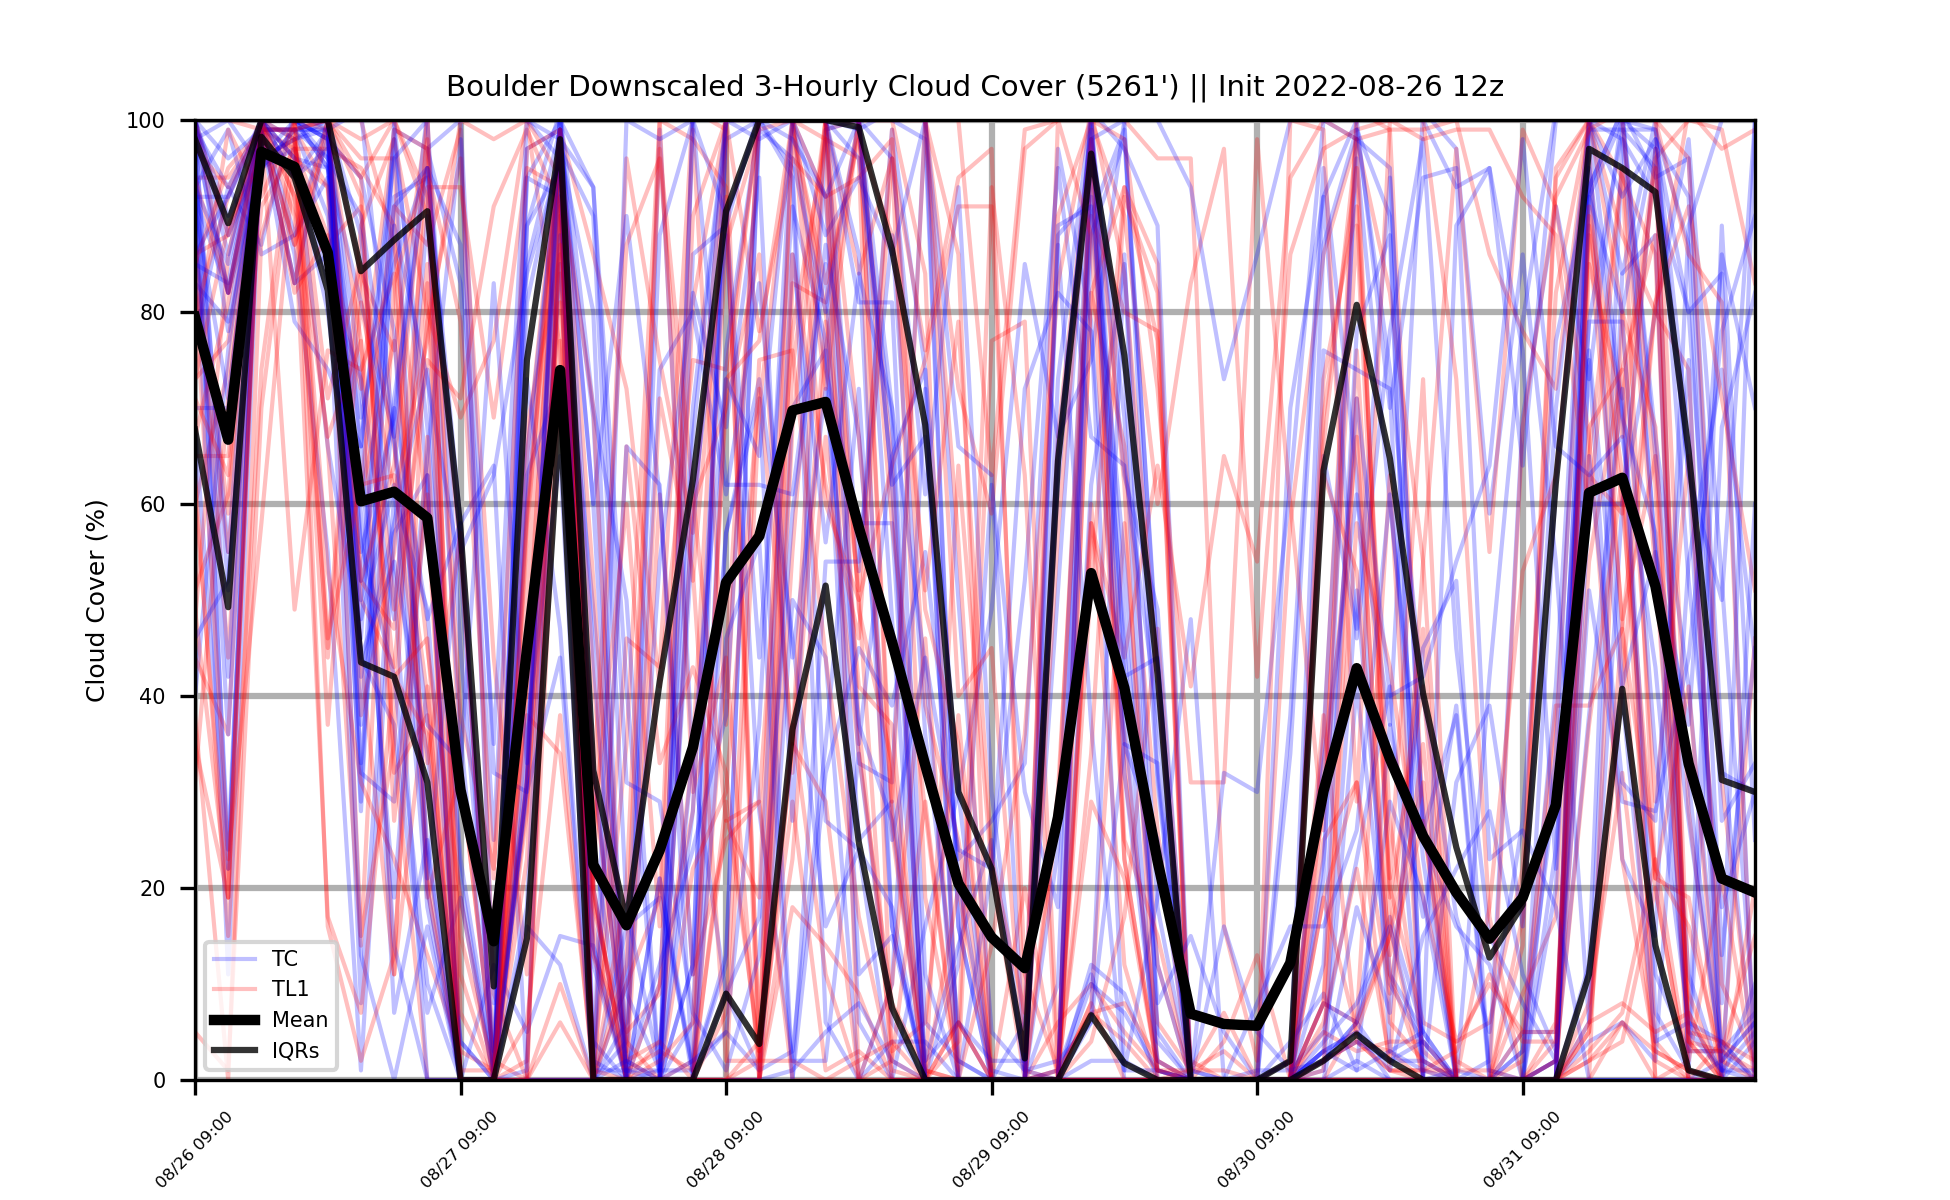 Boulder Downscaled 3-Hourly Cloud Cover (5261') || Init 2022-08-26 12z
Cloud Cover (%)
100
80
60
40
20
0
TC
TL1
Mean
IQRs
08/26 09:00
08/27 09:00
08/28 09:00
08/29 09:00
08/30 09:00
08/31 09:00